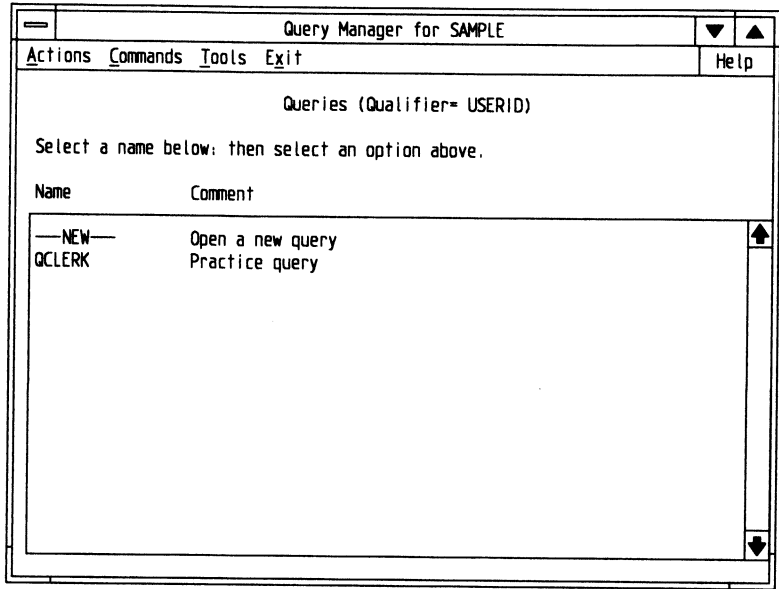 Query Manager for SAMPLE
Actions Commands Tools Exit Help
Queries (Qualifier= USERID)
Select a name below: then select an option above.
Name Comment
——NEW—— Open a new query
QCLERK Practice query